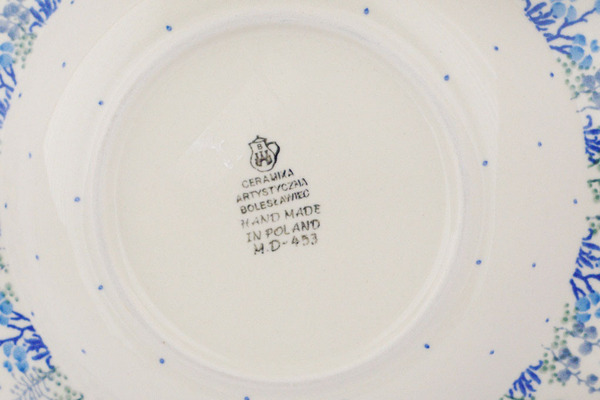 B
CERAMIKA
ARTYSTYCZNA
BOLESŁAWIEC
HAND MADE
IN POLAND
M.D-453